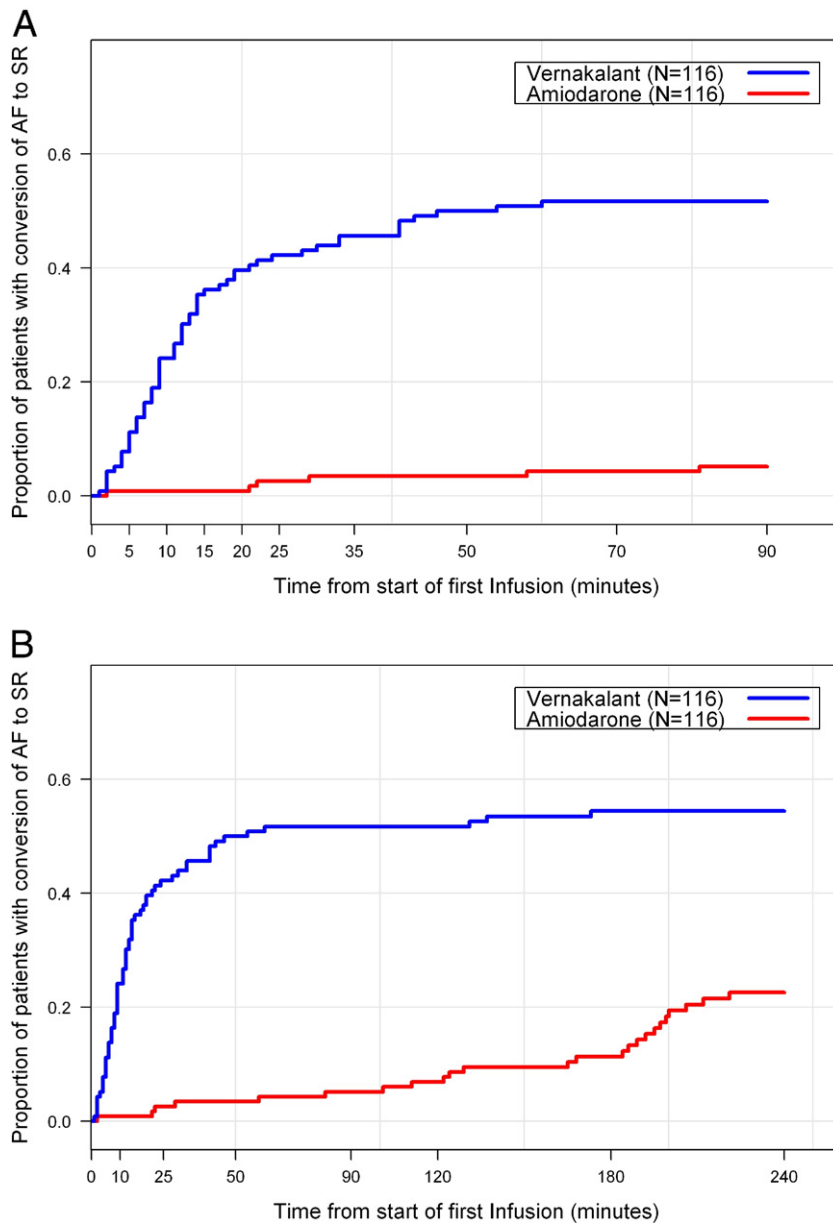 A
Vernakalant (N=116)
Amiodarone (N=116)
Proportion of patients with conversion of AF to SR
0.6
0.4
0.2
0.0
0 5 10 15 20 25 35 50 70 90
Time from start of first Infusion (minutes)
B
Vernakalant (N=116)
Amiodarone (N=116)
Proportion of patients with conversion of AF to SR
0.6
0.4
0.2
0.0
0 10 25 50 90 120 180 240
Time from start of first Infusion (minutes)